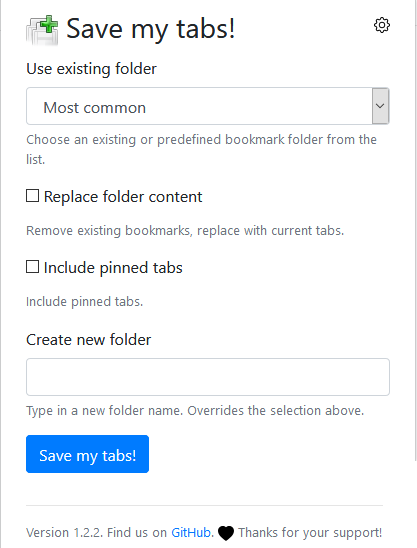 Save my tabs!
Use existing folder
Most common
Choose an existing or predefined bookmark folder from the
list.
Replace folder content
Remove existing bookmarks, replace with current tabs.
Include pinned tabs
Include pinned tabs.
Create new folder
Type in a new folder name. Overrides the selection above.
Save my tabs!
Version 1.2.2. Find us on GitHub. 🖤 Thanks for your support!